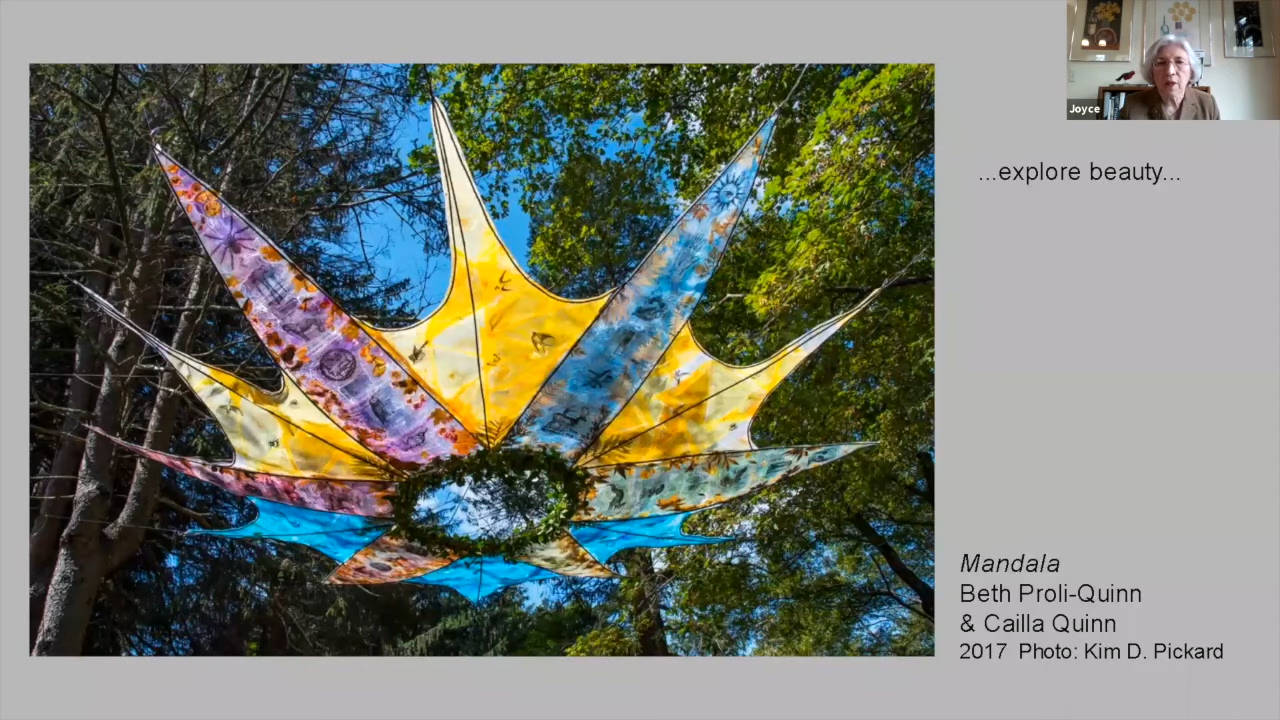 Joyce
...explore beauty...
Mandala
Beth Proli-Quinn
& Cailla Quinn
2017 Photo: Kim D. Pickard